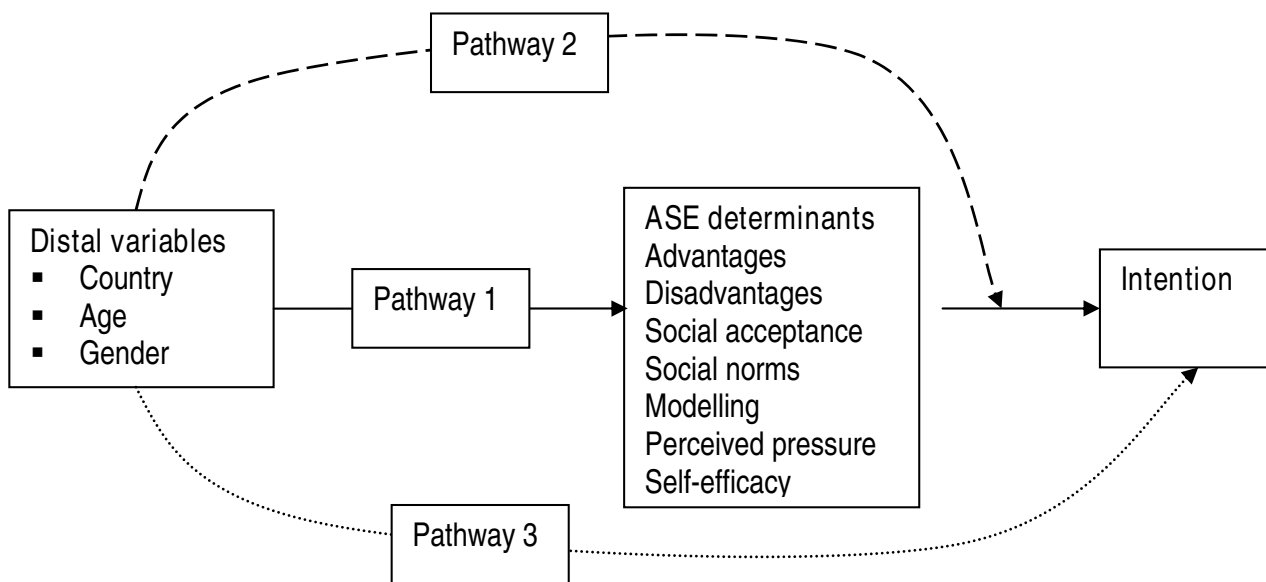 Pathway 2
Distal variables
▪ Country
▪ Age
▪ Gender
Pathway 1
ASE determinants
Advantages
Disadvantages
Social acceptance
Social norms
Modelling
Perceived pressure
Self-efficacy
Intention
Pathway 3